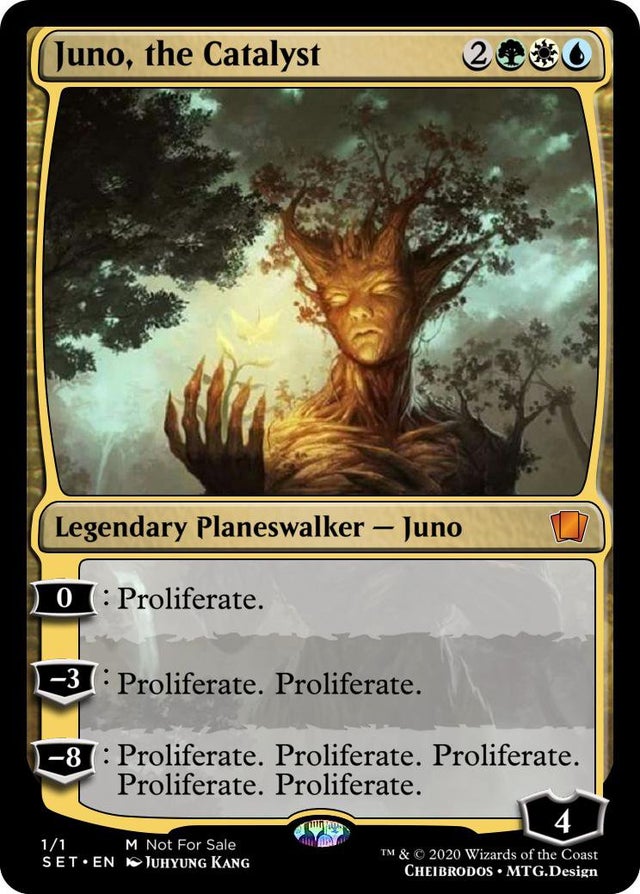 Juno, the Catalyst 2
Legendary Planeswalker — Juno
0 : Proliferate.
−3 : Proliferate. Proliferate.
−8 : Proliferate. Proliferate. Proliferate.
Proliferate. Proliferate.
4
1/1 M Not For Sale
SET • EN Juhyung Kang
™ & © 2020 Wizards of the Coast
Cheibrodos • MTG.Design